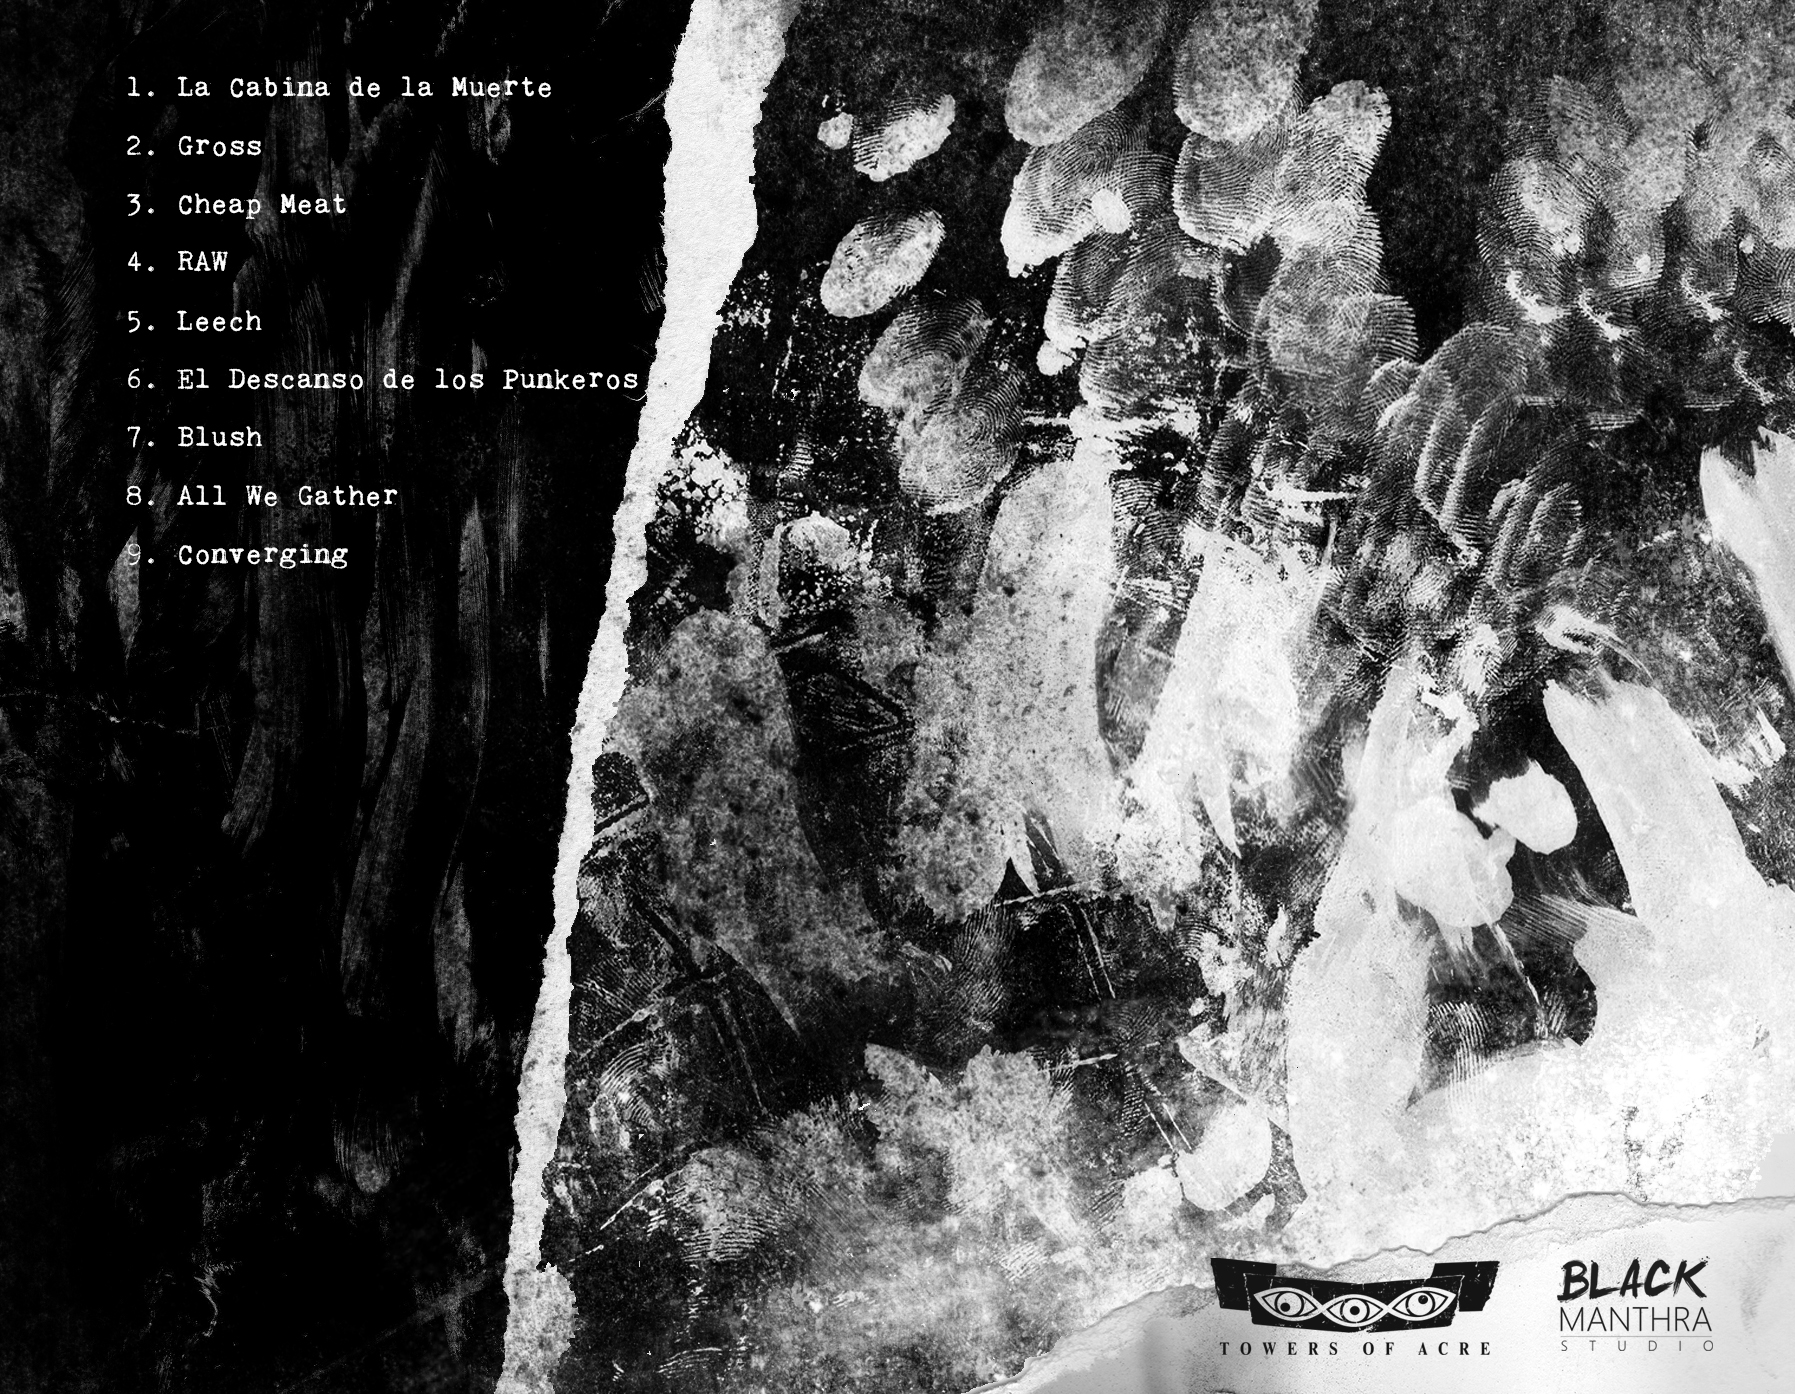 1. La Cabina de la Muerte
2. Gross
3. Cheap Meat
4. RAW
5. Leech
6. El Descanso de los Punkeros
7. Blush
8. All We Gather
9. Converging
TOWERS OF ACRE
BLACK
MANTHRA
STUDIO